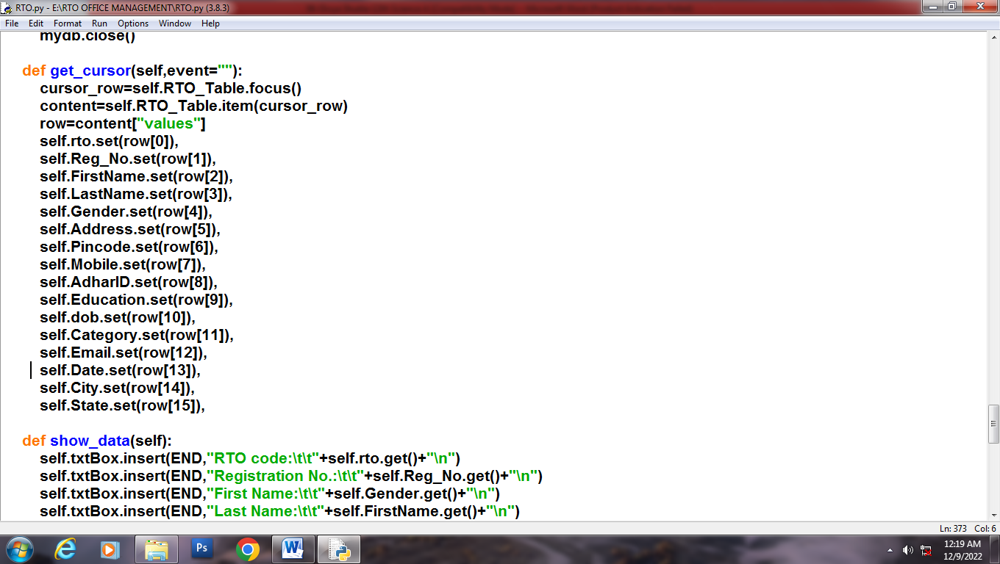 RTO.py - E:\RTO OFFICE MANAGEMENT\RTO.py (3.8.3)
File Edit Format Run Options Window Help
mydb.close()
def get_cursor(self,event=""):
cursor_row=self.RTO_Table.focus()
content=self.RTO_Table.item(cursor_row)
row=content["values"]
self.rto.set(row[0]),
self.Reg_No.set(row[1]),
self.FirstName.set(row[2]),
self.LastName.set(row[3]),
self.Gender.set(row[4]),
self.Address.set(row[5]),
self.Pincode.set(row[6]),
self.Mobile.set(row[7]),
self.AdharID.set(row[8]),
self.Education.set(row[9]),
self.dob.set(row[10]),
self.Category.set(row[11]),
self.Email.set(row[12]),
self.Date.set(row[13]),
self.City.set(row[14]),
self.State.set(row[15]),
def show_data(self):
self.txtBox.insert(END,"RTO code:\t\t"+self.rto.get()+"\n")
self.txtBox.insert(END,"Registration No.:\t\t"+self.Reg_No.get()+"\n")
self.txtBox.insert(END,"First Name:\t\t"+self.Gender.get()+"\n")
self.txtBox.insert(END,"Last Name:\t\t"+self.FirstName.get()+"\n")
Ln: 373 Col: 6
Ps
W
12:19 AM
12/9/2022